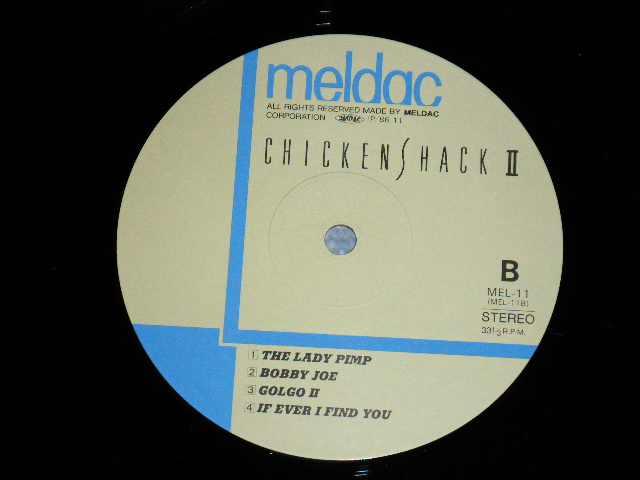 meldac
ALL RIGHTS RESERVED MADE BY MELDAC
CORPORATION ℗'86.11
CHICKENSHACK II
B
MEL-11
(MEL-11B)
STEREO
33⅓ R.P.M.
1 THE LADY PIMP
2 BOBBY JOE
3 GOLGO II
4 IF EVER I FIND YOU